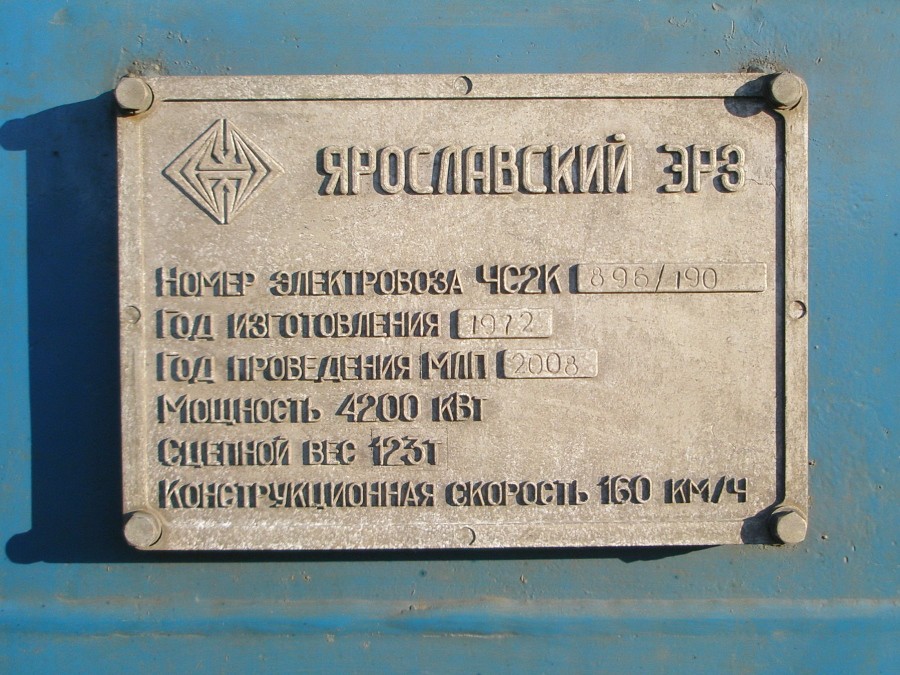 ЯРОСЛАВСКИЙ ЭРЗ
НОМЕР ЭЛЕКТРОВОЗА ЧС2К 896/190
ГОД ИЗГОТОВЛЕНИЯ 1972
ГОД ПРОВЕДЕНИЯ МЛП 2008
МОЩНОСТЬ 4200 КВТ
СЦЕПНОЙ ВЕС 123Т
КОНСТРУКЦИОННАЯ СКОРОСТЬ 160 КМ/Ч